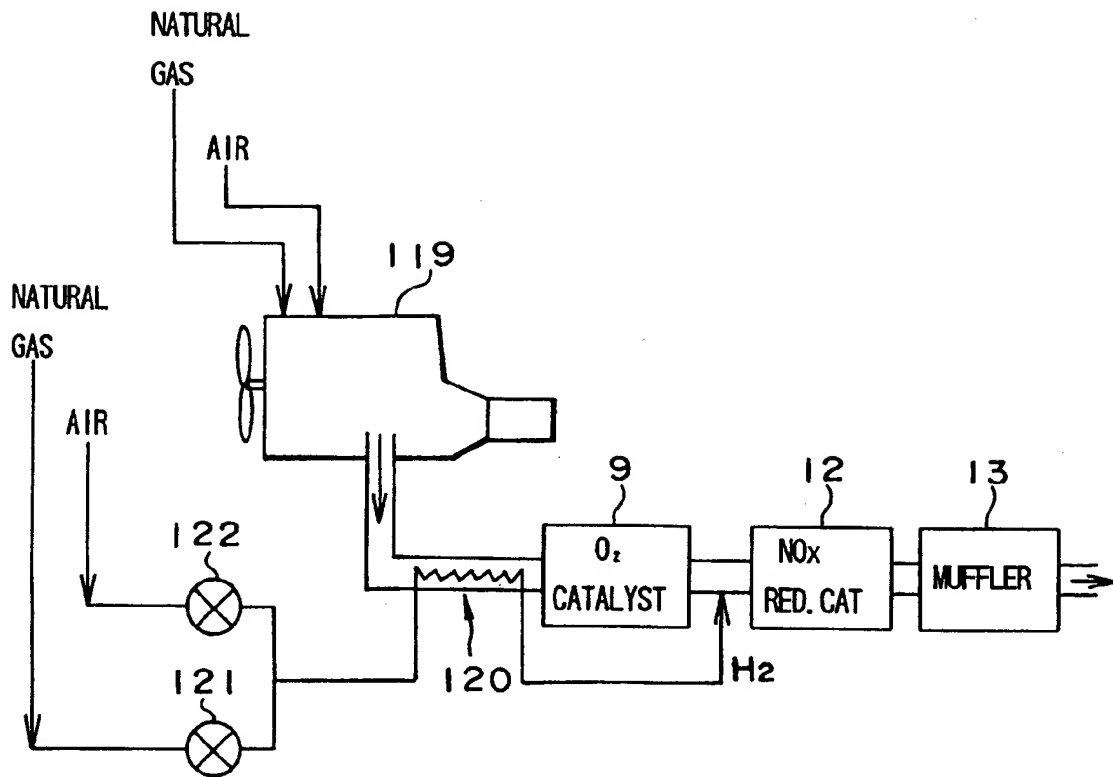 NATURAL
GAS
AIR
119
NATURAL
GAS
AIR
9
12
13
122
O₂
CATALYST
NOx
RED. CAT
MUFFLER
121
120
H2